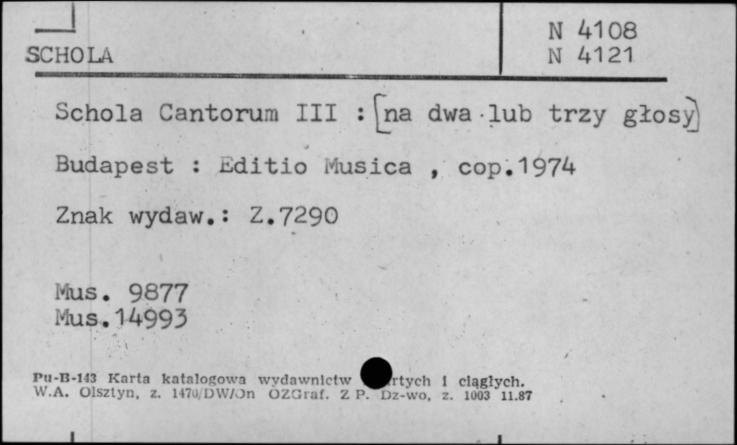 N 4108
SCHOLA N 4121
Schola Cantorum III : [na dwa lub trzy głosy]
Budapest : Editio Musica , cop.1974
Znak wydaw.: Z.7290
Mus. 9877
Mus.14993
Pu-B-143 Karta katalogowa wydawnictw rtych i ciągłych.
W.A. Olsztyn, z. 1470/DW/On OZGraf. Z P. Dz-wo, z. 1003 11.87